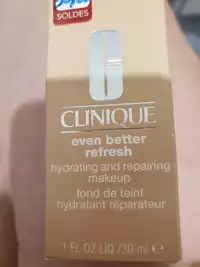 SOLDES
CLINIQUE
even better
refresh
hydrating and repairing
makeup
fond de teint
hydratant réparateur
1 FL OZ LIQ / 30 ml e